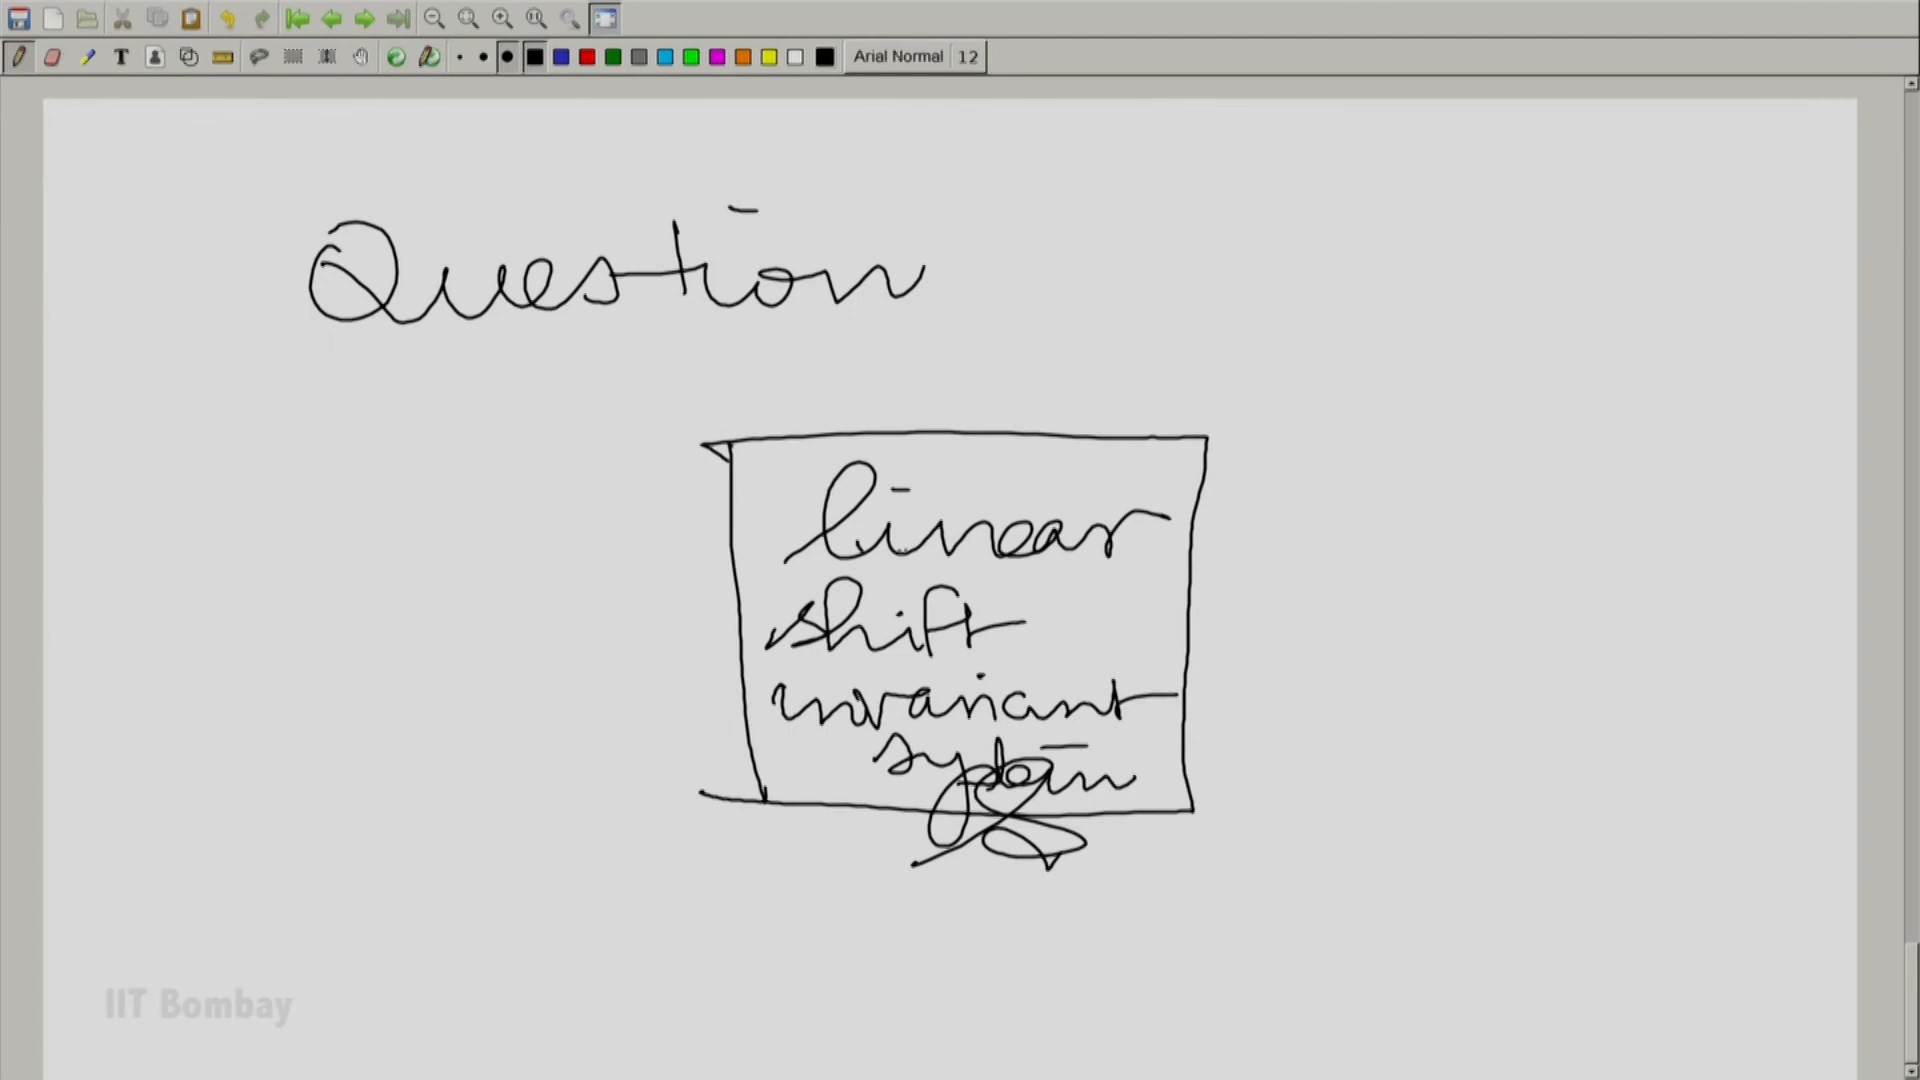 T Arial Normal 12
Question
linear
shift
invariant
system
IIT Bombay